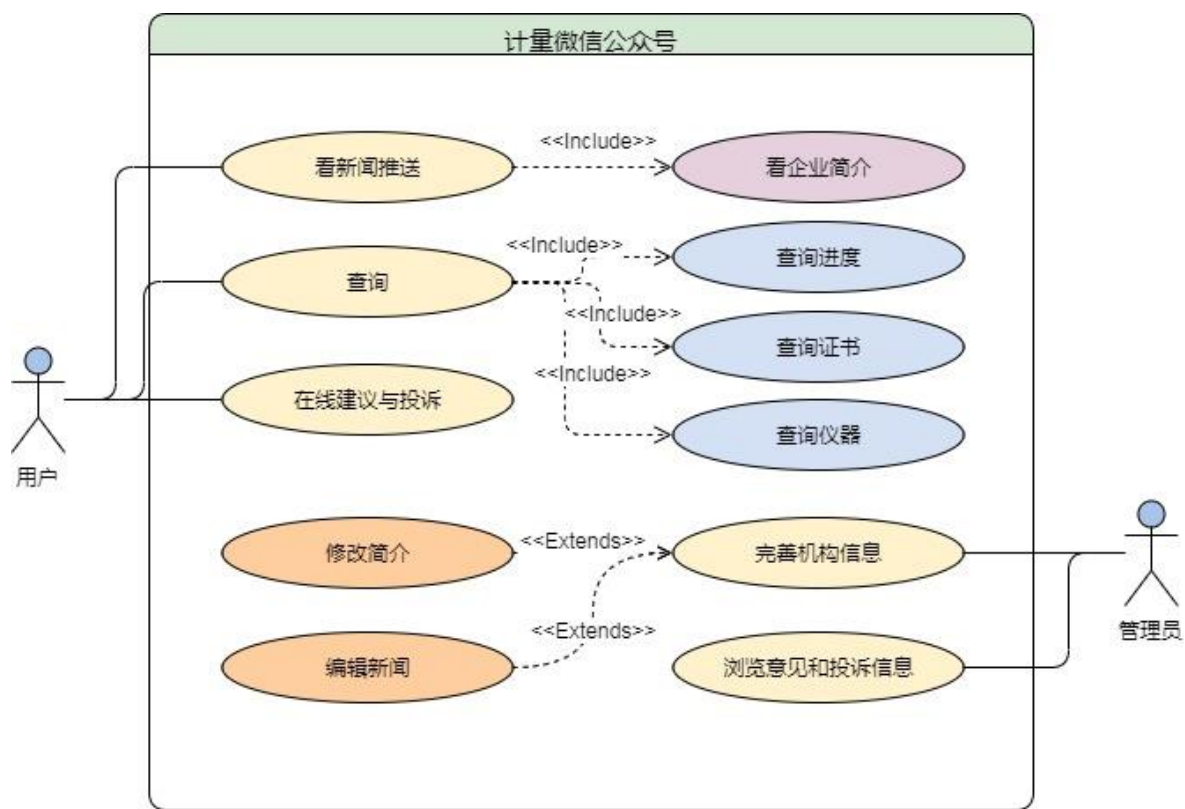 计量微信公众号
<<Include>>
看新闻推送
看企业简介
<<Include>>
查询
查询进度
<<Include>>
查询证书
<<Include>>
在线建议与投诉
查询仪器
用户
<<Extends>>
修改简介
完善机构信息
<<Extends>>
管理员
编辑新闻
浏览意见和投诉信息